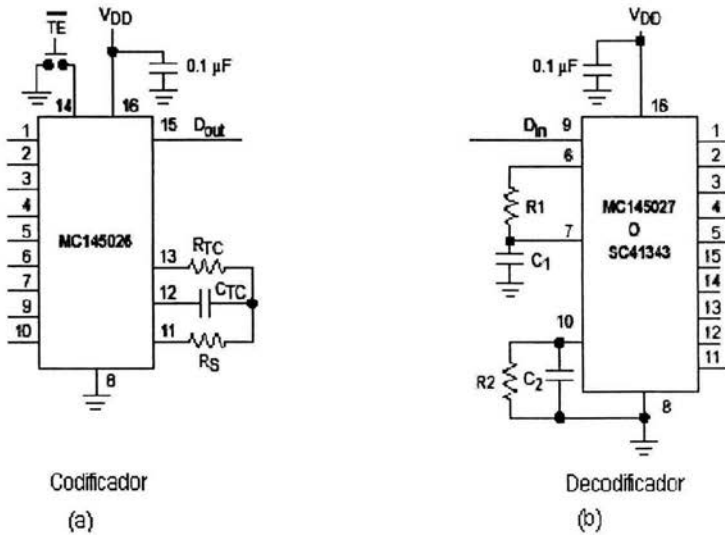 TE
VDD
0.1 µF
14
16
1
2
3
4
5
6
7
9
10
MC145026
15
Dout
13
RTC
12
CTC
11
RS
8
Codificador
(a)
VDD
0.1 µF
16
Din
9
6
R1
7
C1
10
R2
C2
8
MC145027
O
SC41343
1
2
3
4
5
15
14
13
12
11
Decodificador
(b)